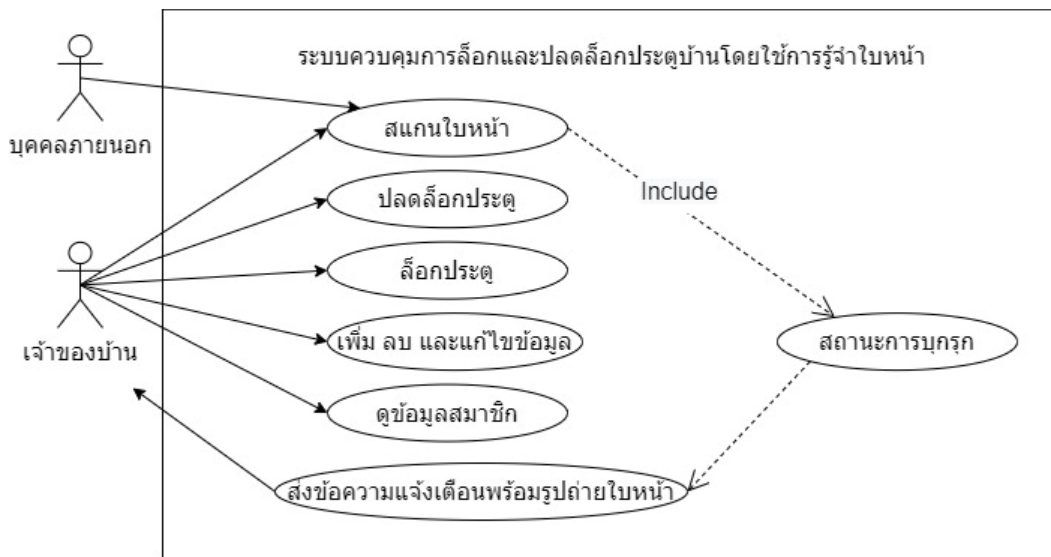 ระบบควบคุมการล็อกและปลดล็อกประตูบ้านโดยใช้การรู้จำใบหน้า
บุคคลภายนอก
สแกนใบหน้า
Include
ปลดล็อกประตู
ล็อกประตู
เจ้าของบ้าน
เพิ่ม ลบ และแก้ไขข้อมูล
สถานะการบุกรุก
ดูข้อมูลสมาชิก
ส่งข้อความแจ้งเตือนพร้อมรูปถ่ายใบหน้า